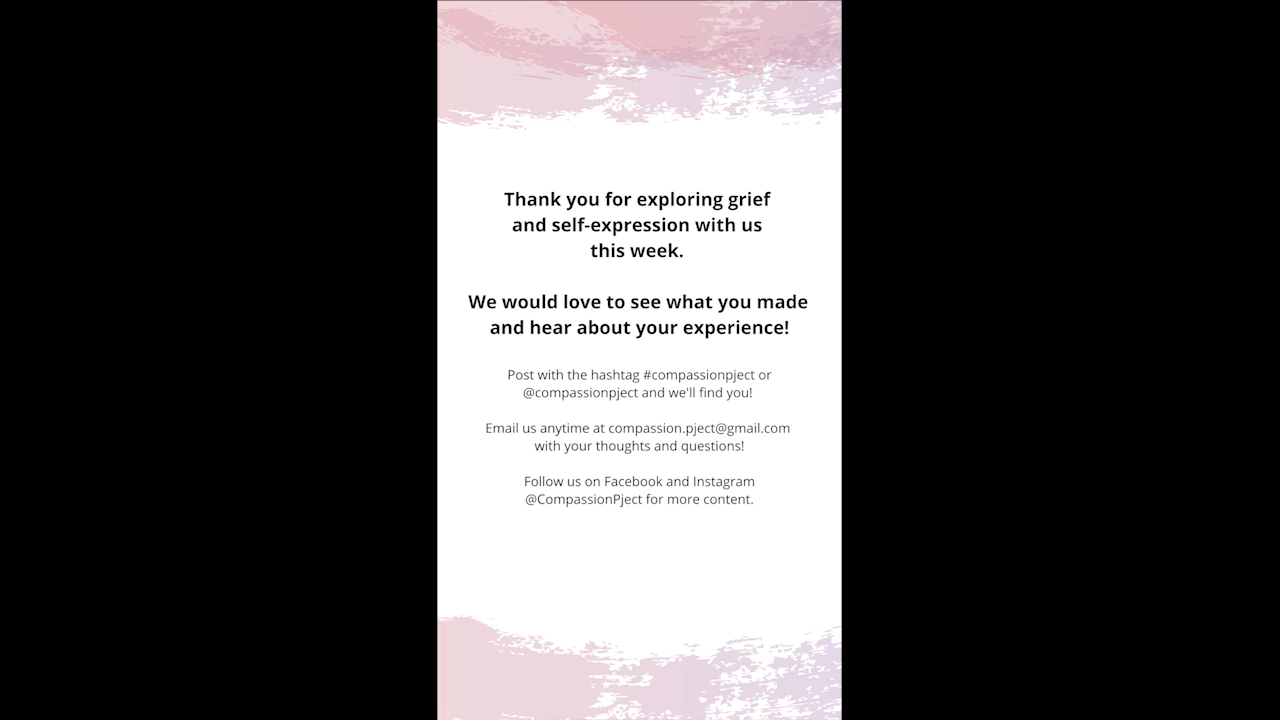 Thank you for exploring grief
and self-expression with us
this week.
We would love to see what you made
and hear about your experience!
Post with the hashtag #compassionpject or
@compassionpject and we'll find you!
Email us anytime at compassion.pject@gmail.com
with your thoughts and questions!
Follow us on Facebook and Instagram
@CompassionPject for more content.